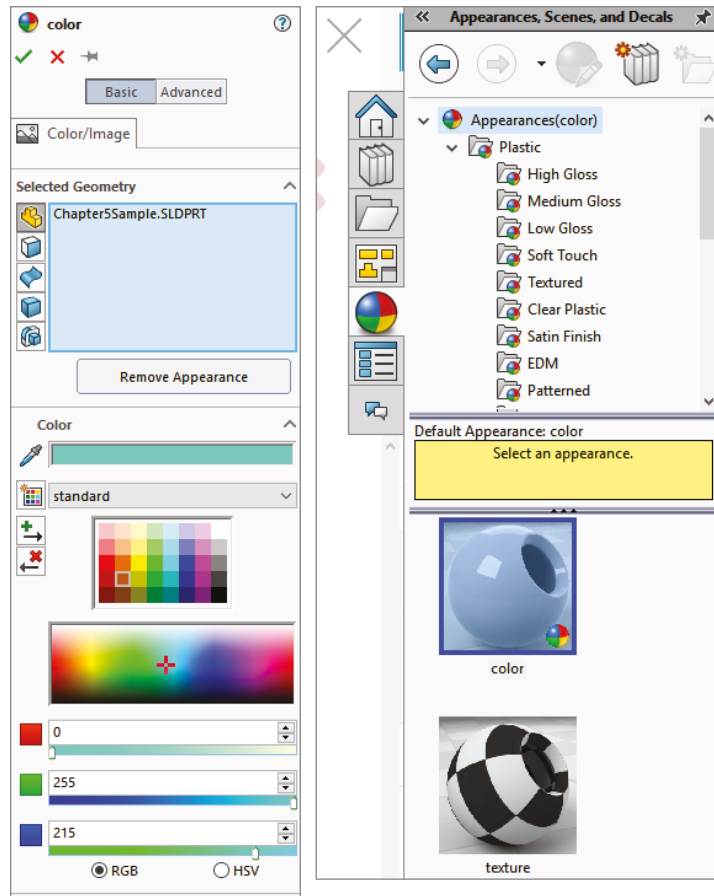 color
Basic Advanced
Color/Image
Selected Geometry
Chapter5Sample.SLDPRT
Remove Appearance
Color
standard
0
255
215
RGB HSV
Appearances, Scenes, and Decals
Appearances(color)
Plastic
High Gloss
Medium Gloss
Low Gloss
Soft Touch
Textured
Clear Plastic
Satin Finish
EDM
Patterned
Default Appearance: color
Select an appearance.
color
texture